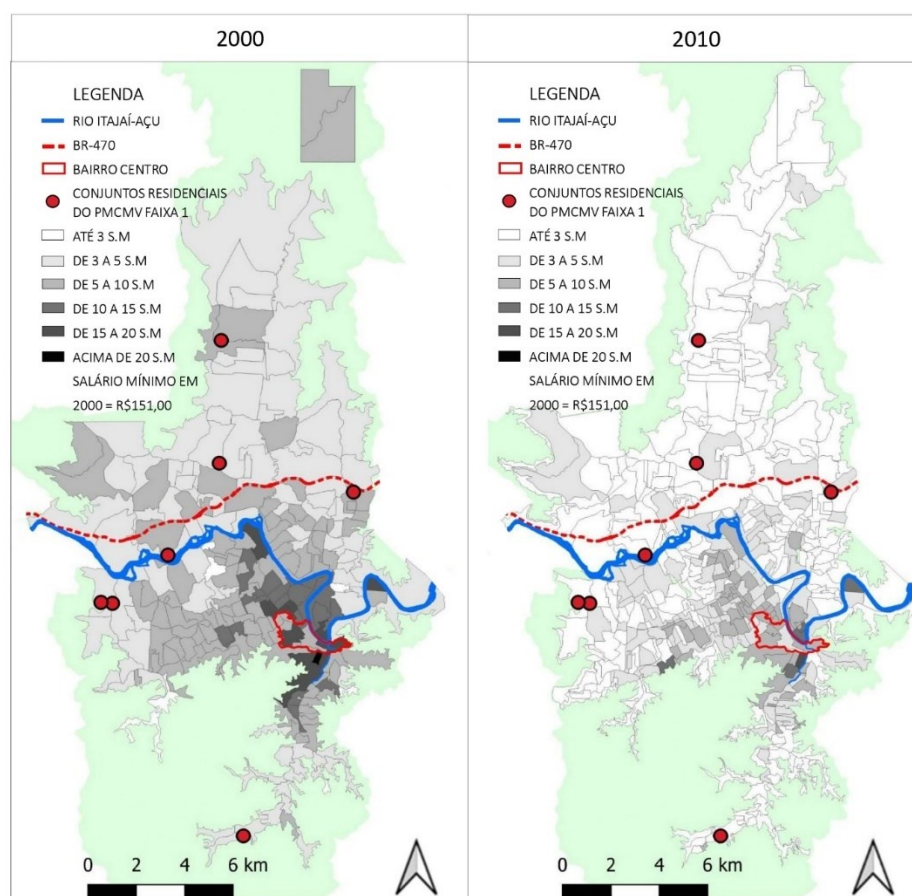 2000
LEGENDA
RIO ITAJAÍ-AÇU
BR-470
BAIRRO CENTRO
CONJUNTOS RESIDENCIAIS
DO PMCMV FAIXA 1
ATÉ 3 S.M
DE 3 A 5 S.M
DE 5 A 10 S.M
DE 10 A 15 S.M
DE 15 A 20 S.M
ACIMA DE 20 S.M
SALÁRIO MÍNIMO EM
2000 = R$151,00
0 2 4 6 km
2010
LEGENDA
RIO ITAJAÍ-AÇU
BR-470
BAIRRO CENTRO
CONJUNTOS RESIDENCIAIS
DO PMCMV FAIXA 1
ATÉ 3 S.M
DE 3 A 5 S.M
DE 5 A 10 S.M
DE 10 A 15 S.M
DE 15 A 20 S.M
ACIMA DE 20 S.M
SALÁRIO MÍNIMO EM
2000 = R$151,00
0 2 4 6 km